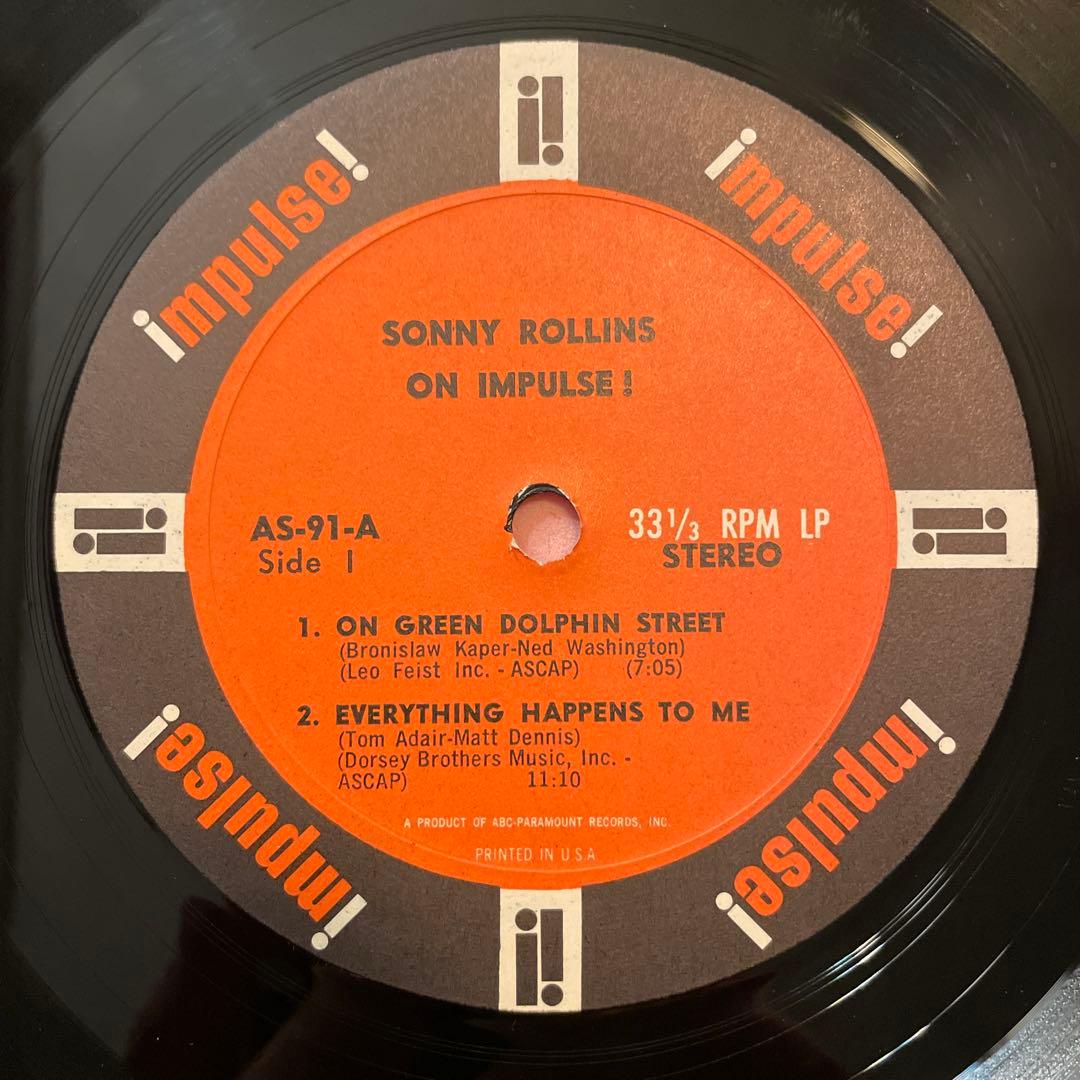 impulse!
impulse!
SONNY ROLLINS
ON IMPULSE!
AS-91-A
Side 1
33 1/3 RPM LP
STEREO
1. ON GREEN DOLPHIN STREET
(Bronislaw Kaper-Ned Washington)
(Leo Feist Inc. - ASCAP) (7:05)
2. EVERYTHING HAPPENS TO ME
(Tom Adair-Matt Dennis)
(Dorsey Brothers Music, Inc. -
ASCAP) 11:10
A PRODUCT OF ABC-PARAMOUNT RECORDS, INC.
PRINTED IN U.S.A
impulse!
impulse!